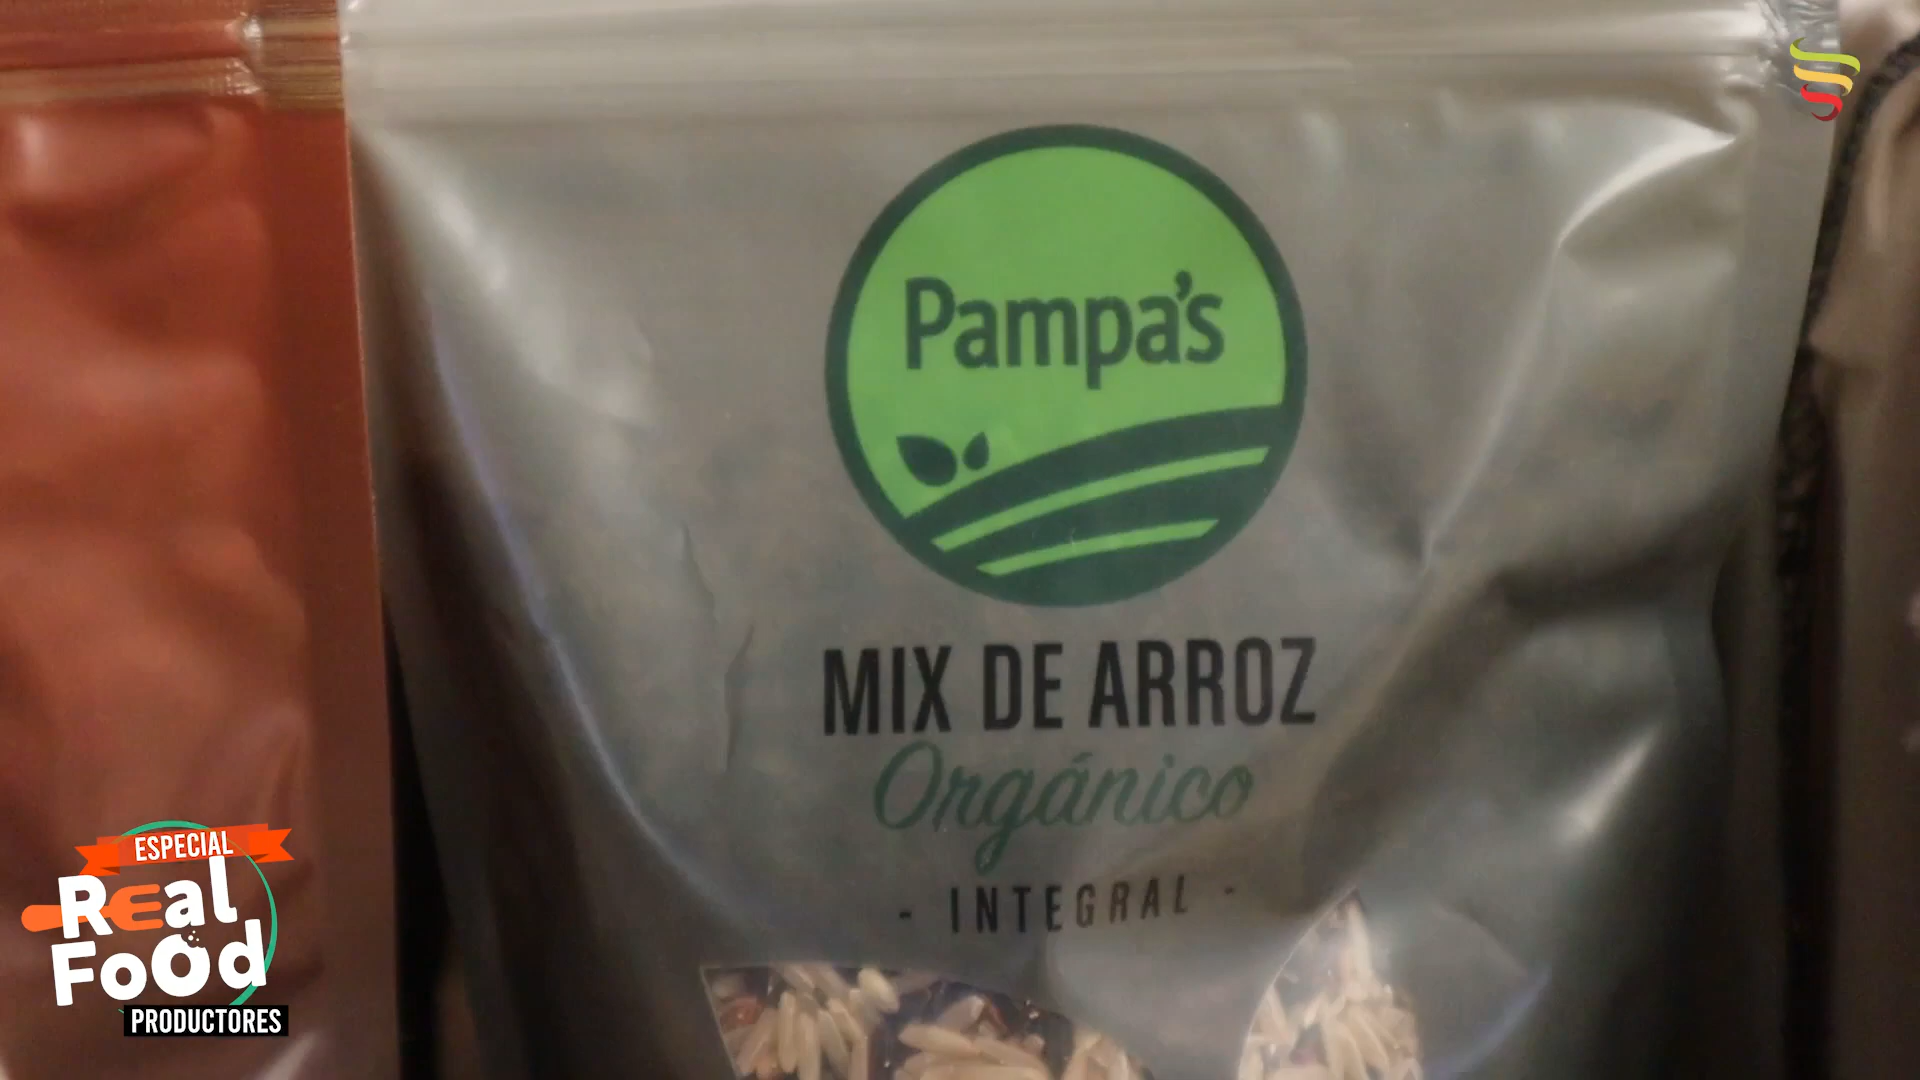 Pampa's
MIX DE ARROZ
Orgánico
- INTEGRAL -
ESPECIAL
REal
FoOd
PRODUCTORES